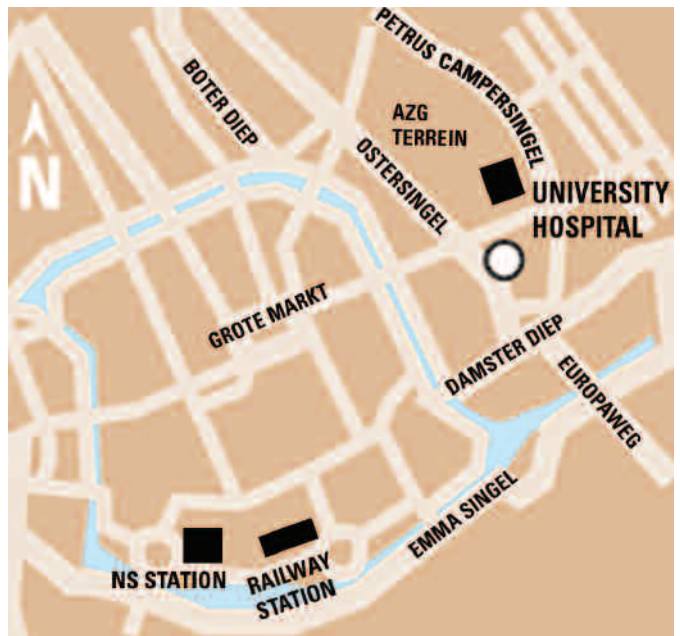 PETRUS CAMPERSINGEL
BOTER DIEP
AZG
TERREIN
OSTERSINGEL
N
UNIVERSITY
HOSPITAL
GROTE MARKT
DAMSTER DIEP
EUROPAWEG
EMMA SINGEL
NS STATION
RAILWAY
STATION